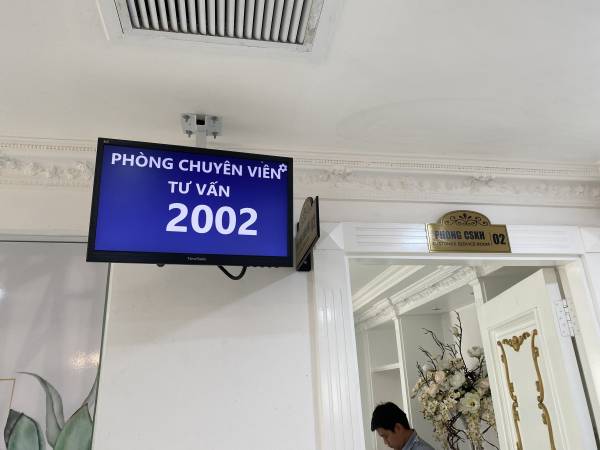 PHÒNG CHUYÊN VIÊN
TƯ VẤN
2002
ViewSonic
PHÒNG CSKH
CUSTOMER SERVICE ROOM
02